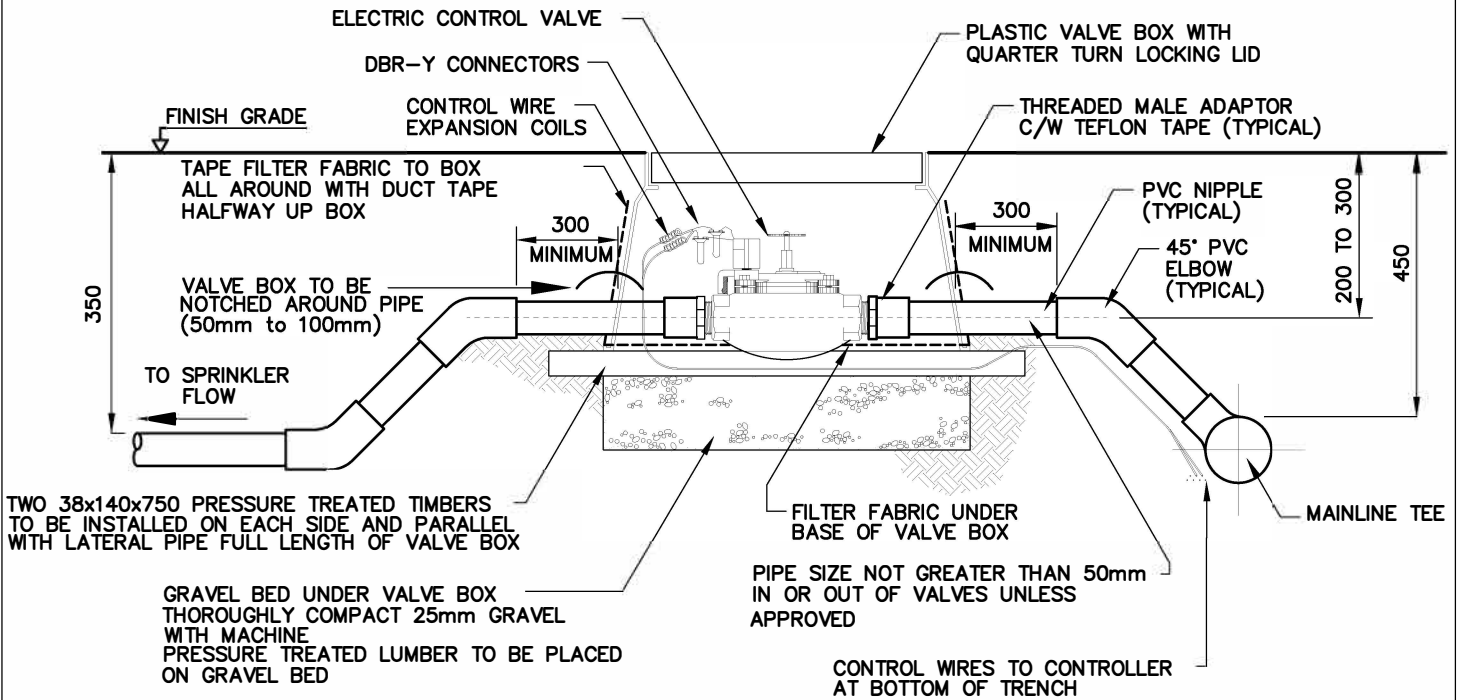 ELECTRIC CONTROL VALVE
PLASTIC VALVE BOX WITH
QUARTER TURN LOCKING LID
DBR-Y CONNECTORS
CONTROL WIRE
EXPANSION COILS
THREADED MALE ADAPTOR
C/W TEFLON TAPE (TYPICAL)
FINISH GRADE
TAPE FILTER FABRIC TO BOX
ALL AROUND WITH DUCT TAPE
HALFWAY UP BOX
300
MINIMUM
300
MINIMUM
PVC NIPPLE
(TYPICAL)
45° PVC
ELBOW
(TYPICAL)
200 TO 300
450
350
VALVE BOX TO BE
NOTCHED AROUND PIPE
(50mm to 100mm)
TO SPRINKLER
FLOW
TWO 38x140x750 PRESSURE TREATED TIMBERS
TO BE INSTALLED ON EACH SIDE AND PARALLEL
WITH LATERAL PIPE FULL LENGTH OF VALVE BOX
FILTER FABRIC UNDER
BASE OF VALVE BOX
MAINLINE TEE
GRAVEL BED UNDER VALVE BOX
THOROUGHLY COMPACT 25mm GRAVEL
WITH MACHINE
PRESSURE TREATED LUMBER TO BE PLACED
ON GRAVEL BED
PIPE SIZE NOT GREATER THAN 50mm
IN OR OUT OF VALVES UNLESS
APPROVED
CONTROL WIRES TO CONTROLLER
AT BOTTOM OF TRENCH